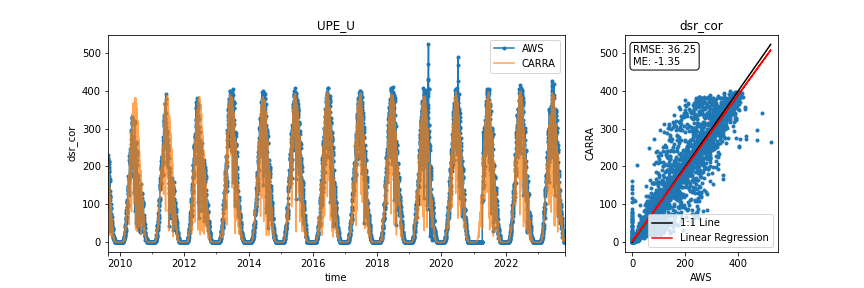 UPE_U
dsr_cor
500
400
300
200
100
0
dsr_cor
2010
2012
2014
2016
2018
2020
2022
time
AWS
CARRA
dsr_cor
500
400
300
200
100
0
CARRA
RMSE: 36.25
ME: -1.35
1:1 Line
Linear Regression
0
200
400
AWS